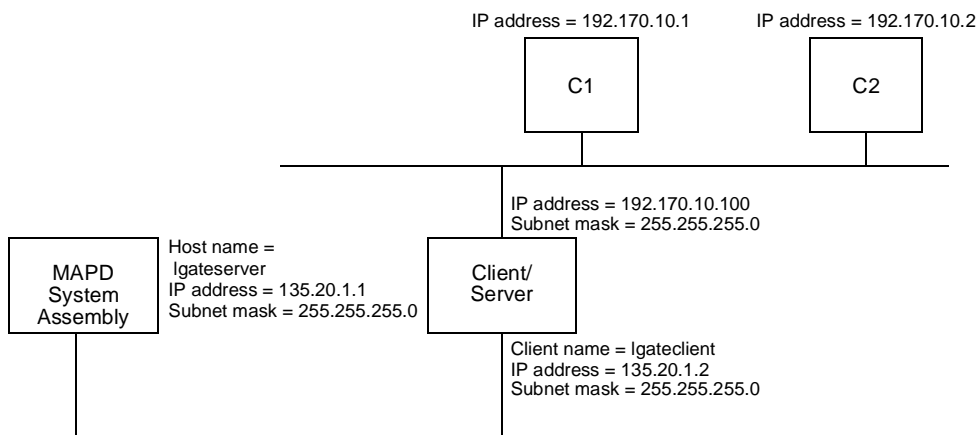 IP address = 192.170.10.1
IP address = 192.170.10.2
C1
C2
IP address = 192.170.10.100
Subnet mask = 255.255.255.0
MAPD
System
Assembly
Host name =
lgateserver
IP address = 135.20.1.1
Subnet mask = 255.255.255.0
Client/
Server
Client name = lgateclient
IP address = 135.20.1.2
Subnet mask = 255.255.255.0